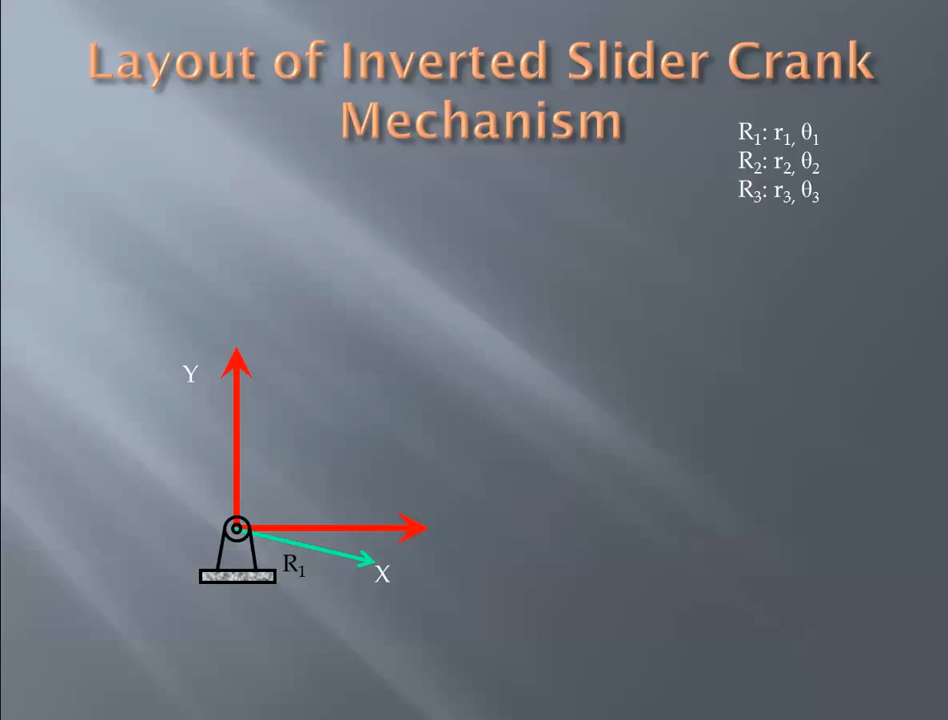 Layout of Inverted Slider Crank
Mechanism
R₁: r₁, θ₁
R₂: r₂, θ₂
R₃: r₃, θ₃
Y
R₁
X